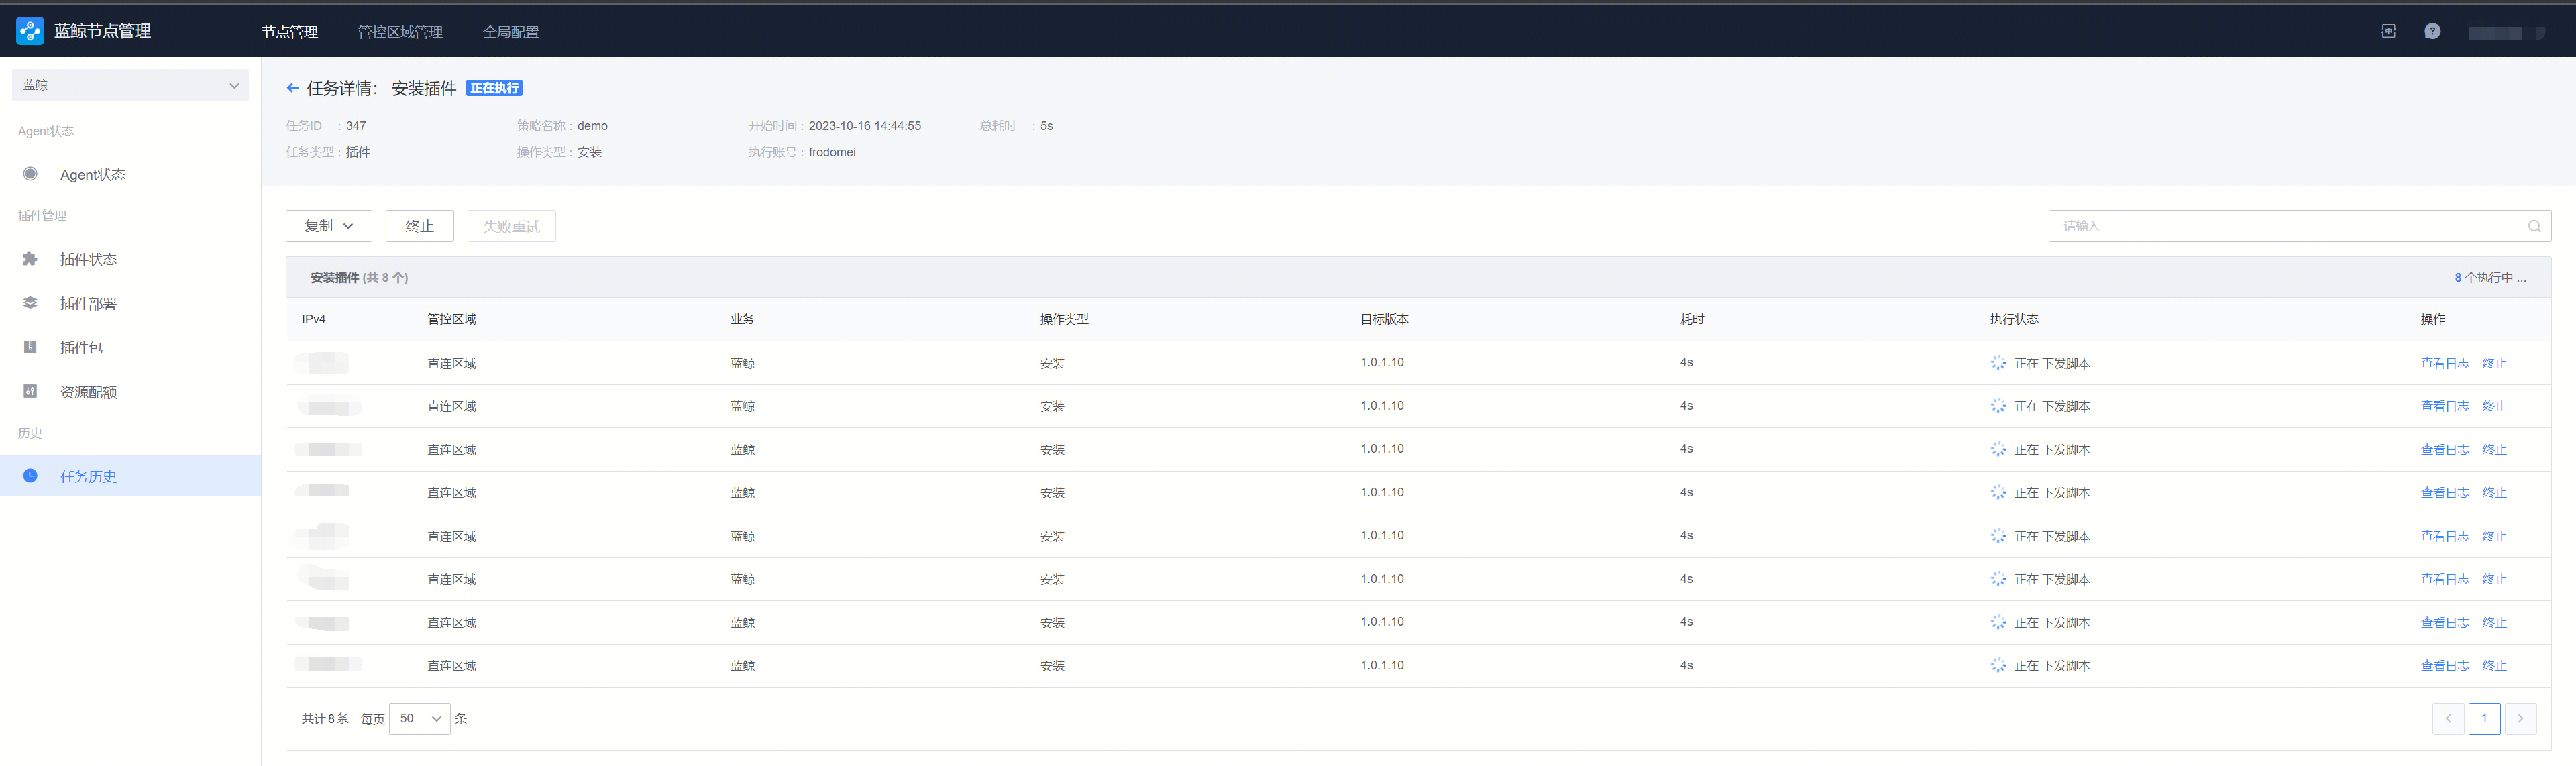 蓝鲸节点管理 节点管理 管控区域管理 全局配置
蓝鲸
Agent状态
Agent状态
插件管理
插件状态
插件部署
插件包
资源配额
历史
任务历史
任务详情： 安装插件 正在执行
任务ID : 347 策略名称 : demo 开始时间 : 2023-10-16 14:44:55 总耗时 : 5s
任务类型 : 插件 操作类型 : 安装 执行账号 : frodomei
复制 终止 失败重试 请输入
安装插件 (共 8 个) 8 个执行中 ...
IPv4 管控区域 业务 操作类型 目标版本 耗时 执行状态 操作
直连区域 蓝鲸 安装 1.0.1.10 4s 正在 下发脚本 查看日志 终止
直连区域 蓝鲸 安装 1.0.1.10 4s 正在 下发脚本 查看日志 终止
直连区域 蓝鲸 安装 1.0.1.10 4s 正在 下发脚本 查看日志 终止
直连区域 蓝鲸 安装 1.0.1.10 4s 正在 下发脚本 查看日志 终止
直连区域 蓝鲸 安装 1.0.1.10 4s 正在 下发脚本 查看日志 终止
直连区域 蓝鲸 安装 1.0.1.10 4s 正在 下发脚本 查看日志 终止
直连区域 蓝鲸 安装 1.0.1.10 4s 正在 下发脚本 查看日志 终止
直连区域 蓝鲸 安装 1.0.1.10 4s 正在 下发脚本 查看日志 终止
共计 8 条 每页 50 条 1